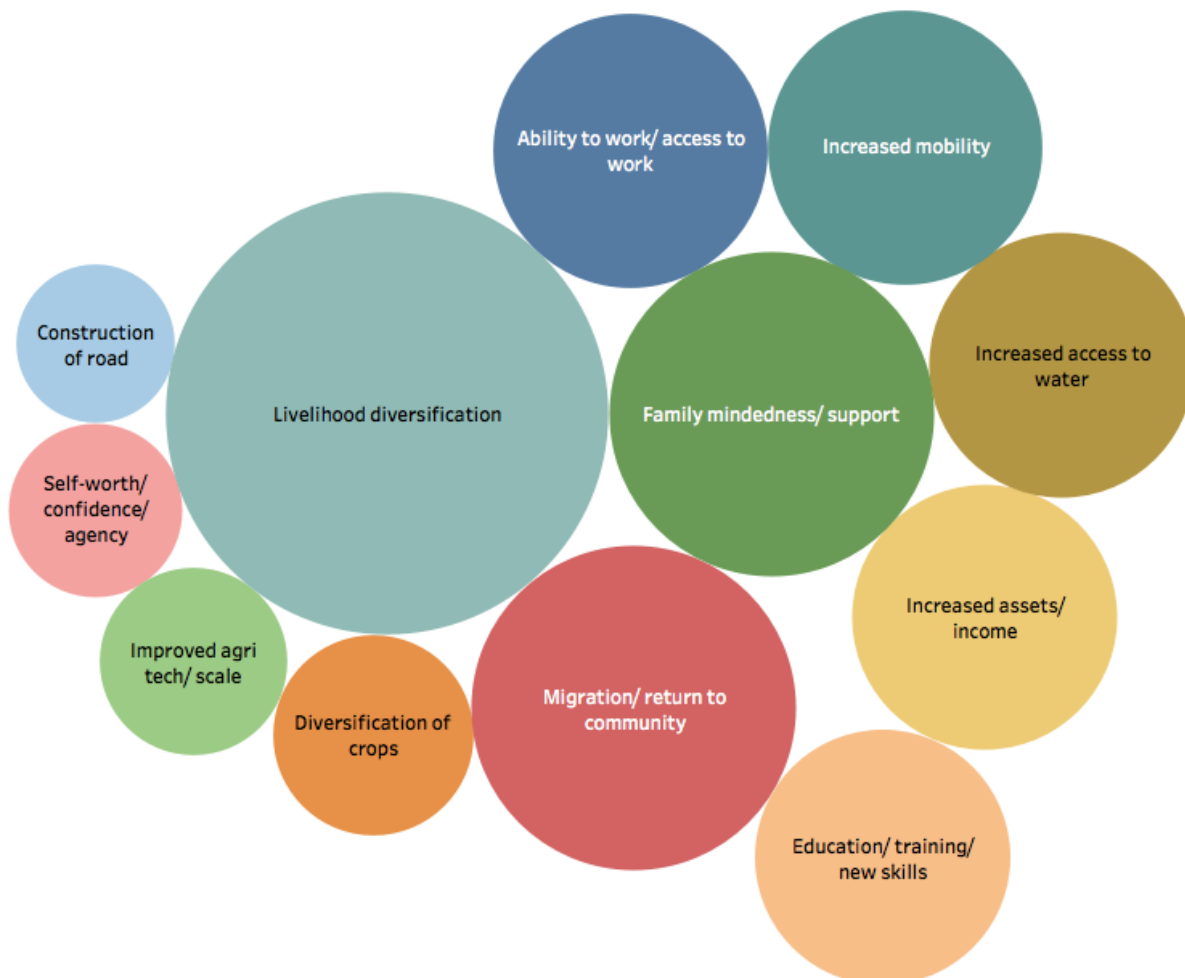 Ability to work/ access to
work
Increased mobility
Construction
of road
Livelihood diversification
Family mindedness/ support
Increased access to
water
Self-worth/
confidence/
agency
Improved agri
tech/ scale
Diversification of
crops
Migration/ return to
community
Increased assets/
income
Education/ training/
new skills